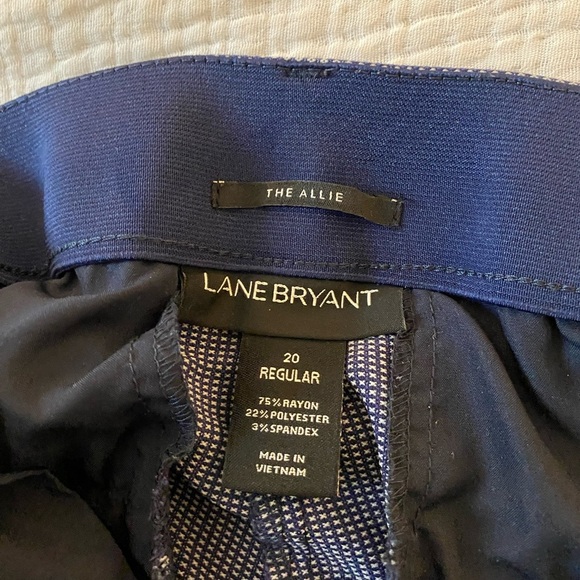 THE ALLIE
LANE BRYANT
20
REGULAR
75% RAYON
22% POLYESTER
3% SPANDEX
MADE IN
VIETNAM